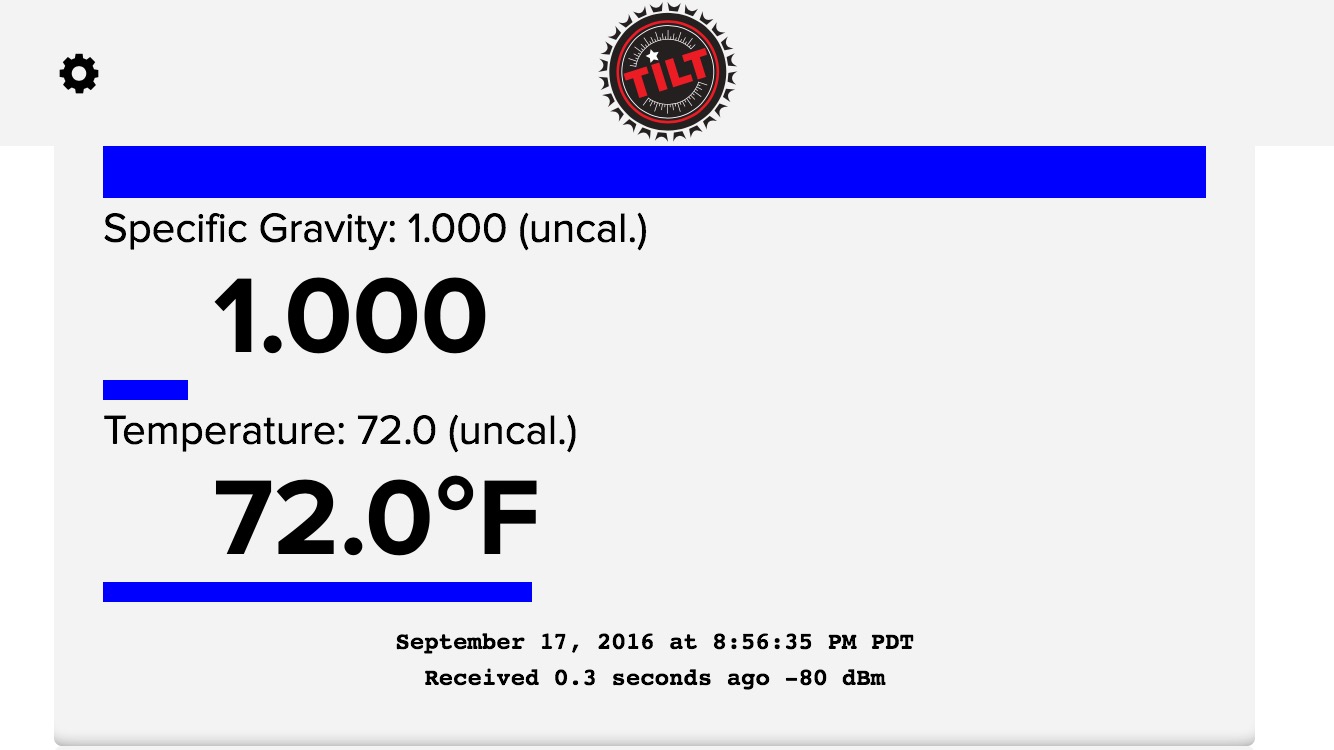 TILT
Specific Gravity: 1.000 (uncal.)
1.000
Temperature: 72.0 (uncal.)
72.0°F
September 17, 2016 at 8:56:35 PM PDT
Received 0.3 seconds ago -80 dBm